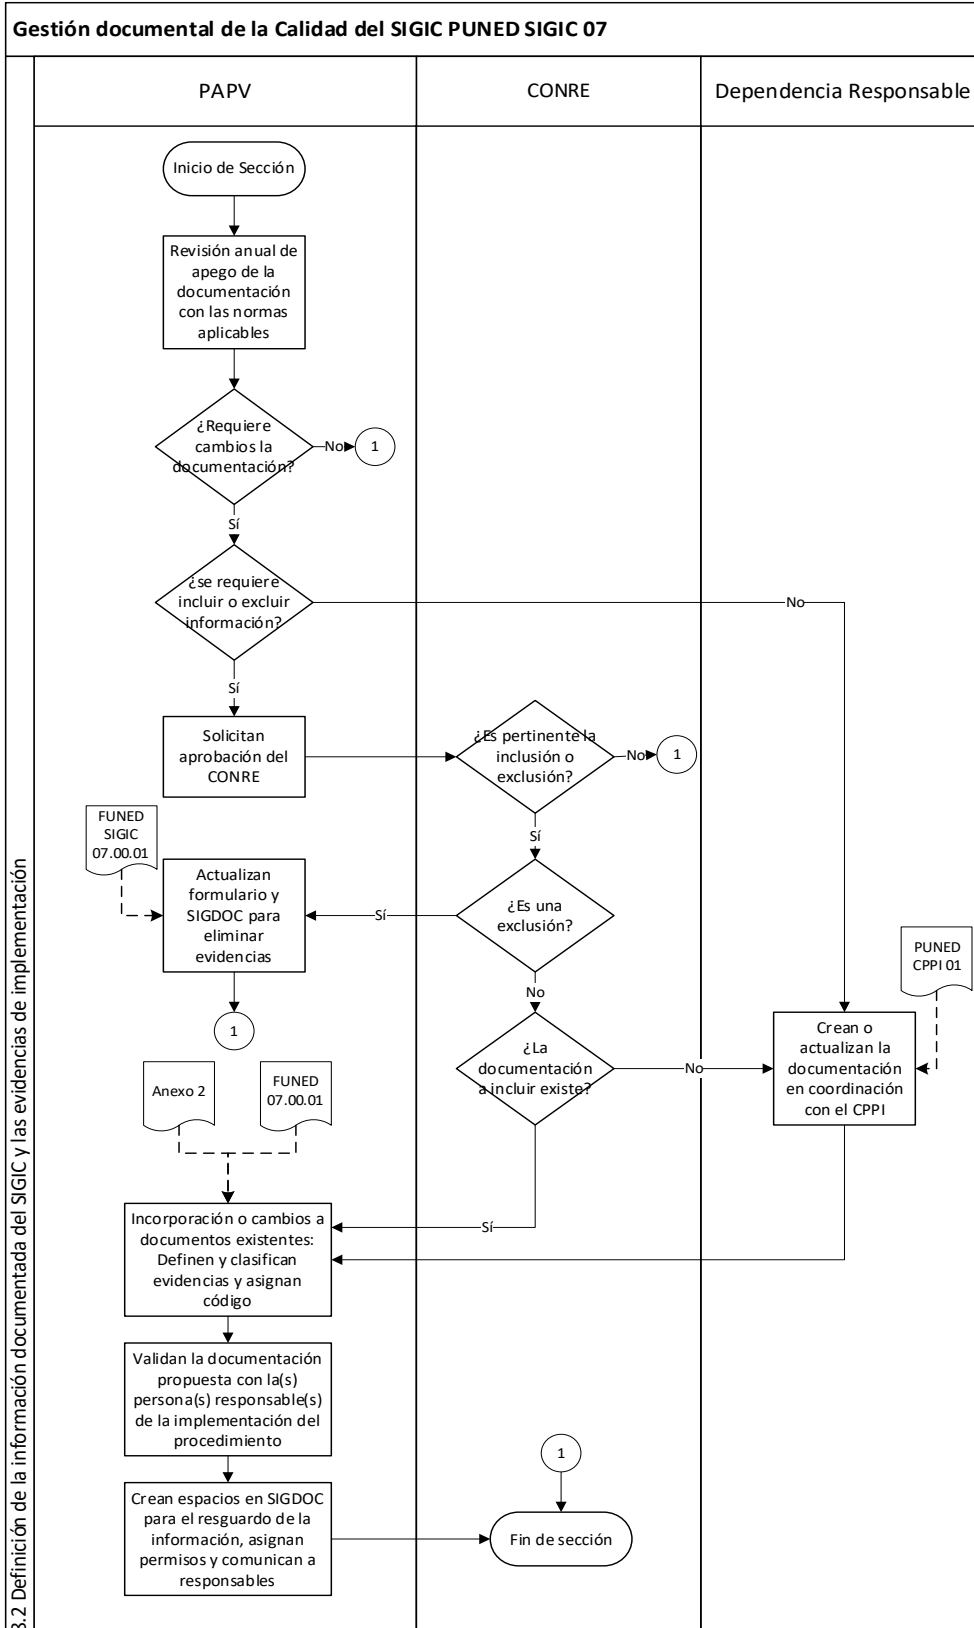 Gestión documental de la Calidad del SIGIC PUNED SIGIC 07
PAPV
CONRE
Dependencia Responsable
Inicio de Sección
Revisión anual de
apego de la
documentación
con las normas
aplicables
¿Requiere
cambios la
documentación?
No
1
Sí
¿se requiere
incluir o excluir
información?
No
Sí
Solicitan
aprobación del
CONRE
¿Es pertinente la
inclusión o
exclusión?
No
1
Sí
FUNED
SIGIC
07.00.01
Actualizan
formulario y
SIGDOC para
eliminar
evidencias
Sí
¿Es una
exclusión?
No
1
PUNED
CPPI 01
¿La
documentación
a incluir existe?
No
Crean o
actualizan la
documentación
en coordinación
con el CPPI
Anexo 2
FUNED
07.00.01
Sí
Incorporación o cambios a
documentos existentes:
Definen y clasifican
evidencias y asignan
código
Validan la documentación
propuesta con la(s)
persona(s) responsable(s)
de la implementación del
procedimiento
Crean espacios en SIGDOC
para el resguardo de la
información, asignan
permisos y comunican a
responsables
1
Fin de sección
.2 Definición de la información documentada del SIGIC y las evidencias de implementación